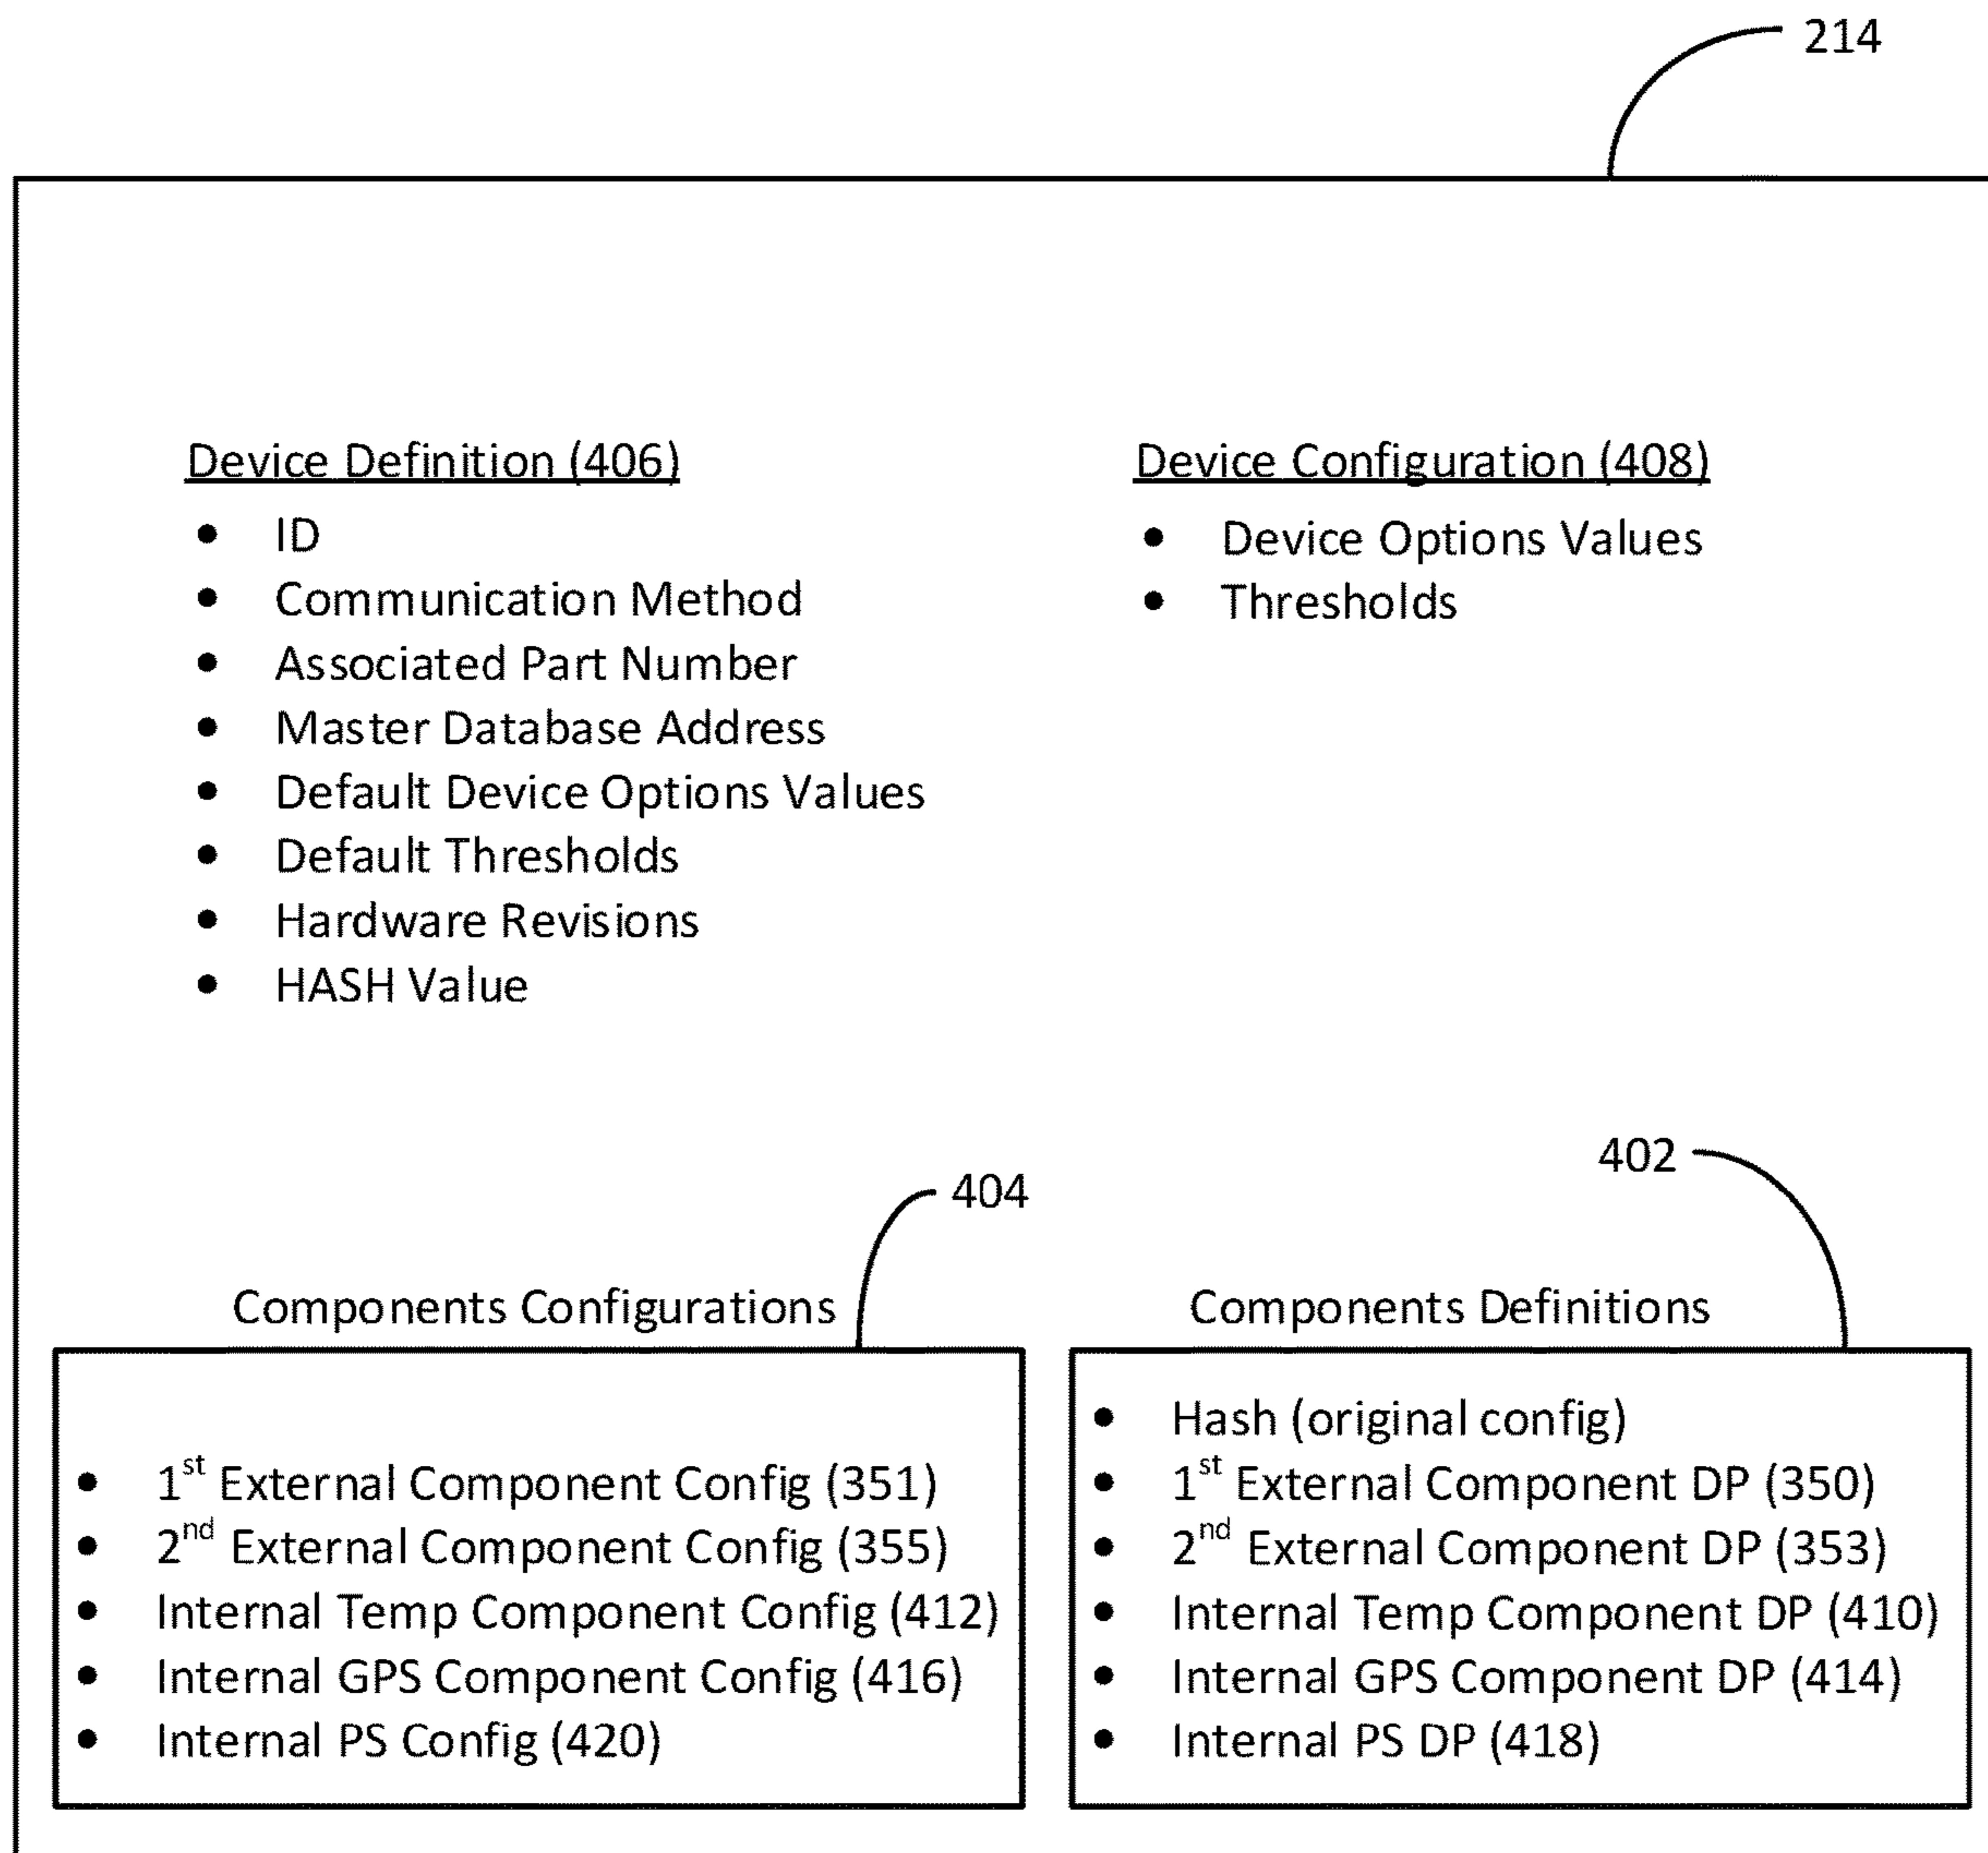 214
Device Definition (406)
• ID
• Communication Method
• Associated Part Number
• Master Database Address
• Default Device Options Values
• Default Thresholds
• Hardware Revisions
• HASH Value
Device Configuration (408)
• Device Options Values
• Thresholds
404
Components Configurations
• 1st External Component Config (351)
• 2nd External Component Config (355)
• Internal Temp Component Config (412)
• Internal GPS Component Config (416)
• Internal PS Config (420)
402
Components Definitions
• Hash (original config)
• 1st External Component DP (350)
• 2nd External Component DP (353)
• Internal Temp Component DP (410)
• Internal GPS Component DP (414)
• Internal PS DP (418)